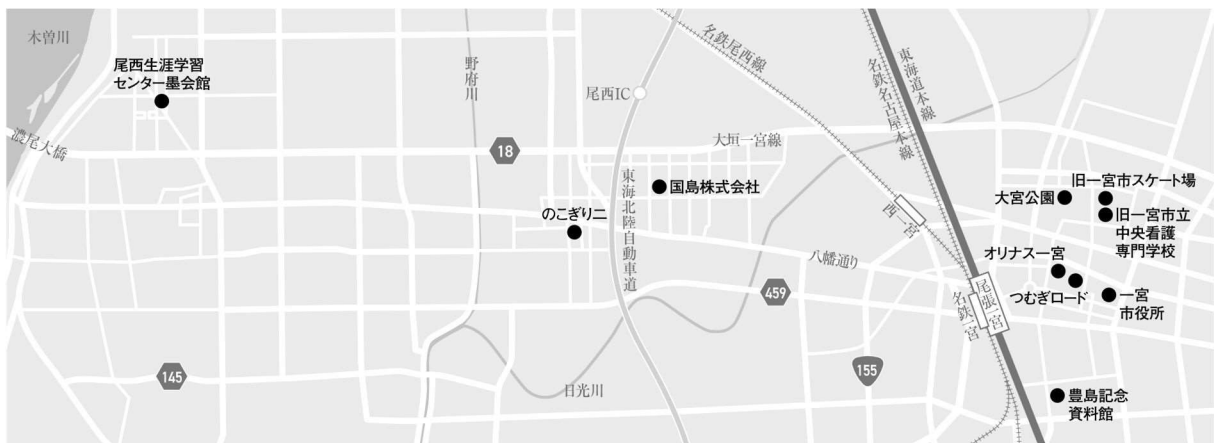 木曽川
尾西生涯学習
センター墨会館
濃尾大橋
野府川
18
尾西IC
名鉄尾西線
大垣一宮線
名鉄名古屋本線
東海道本線
国島株式会社
のこぎり二
東海北陸自動車道
西一宮
八幡通り
大宮公園
旧一宮市スケート場
旧一宮市立
中央看護
専門学校
オリナス一宮
つむぎロード
一宮
市役所
459
尾張一宮
名鉄一宮
145
日光川
155
豊島記念
資料館